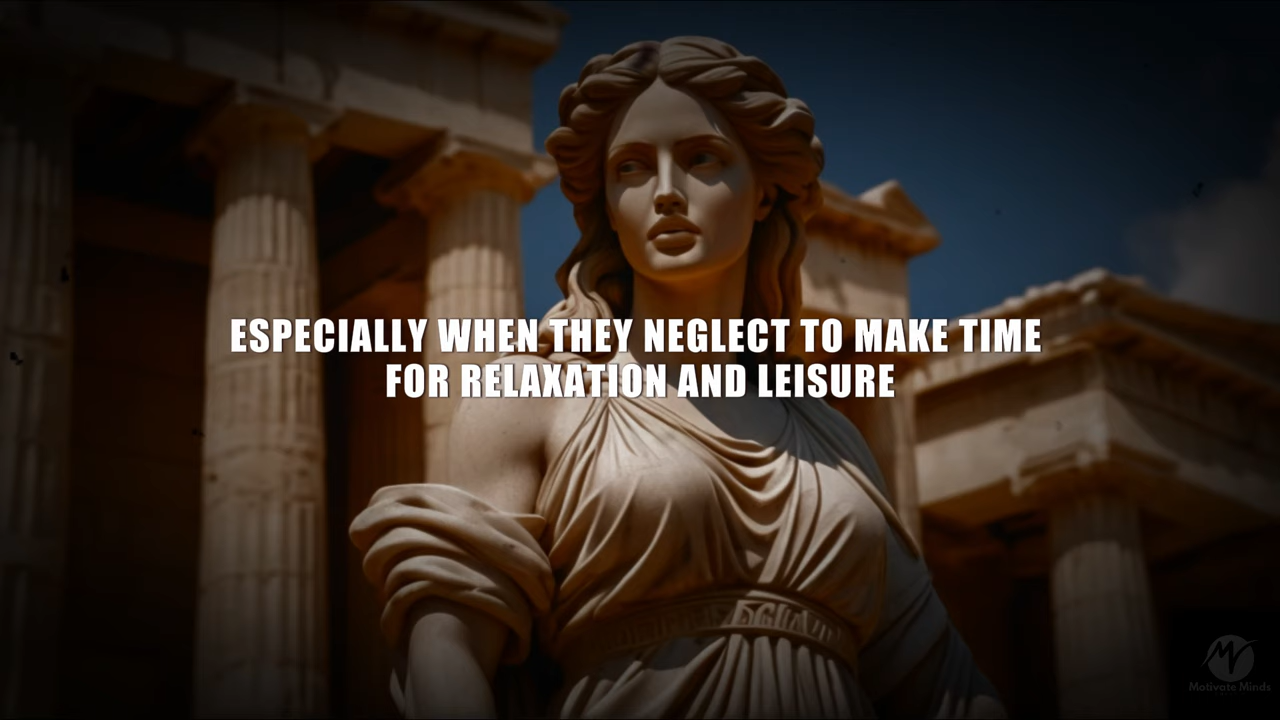 ESPECIALLY WHEN THEY NEGLECT TO MAKE TIME
FOR RELAXATION AND LEISURE
Motivate Minds